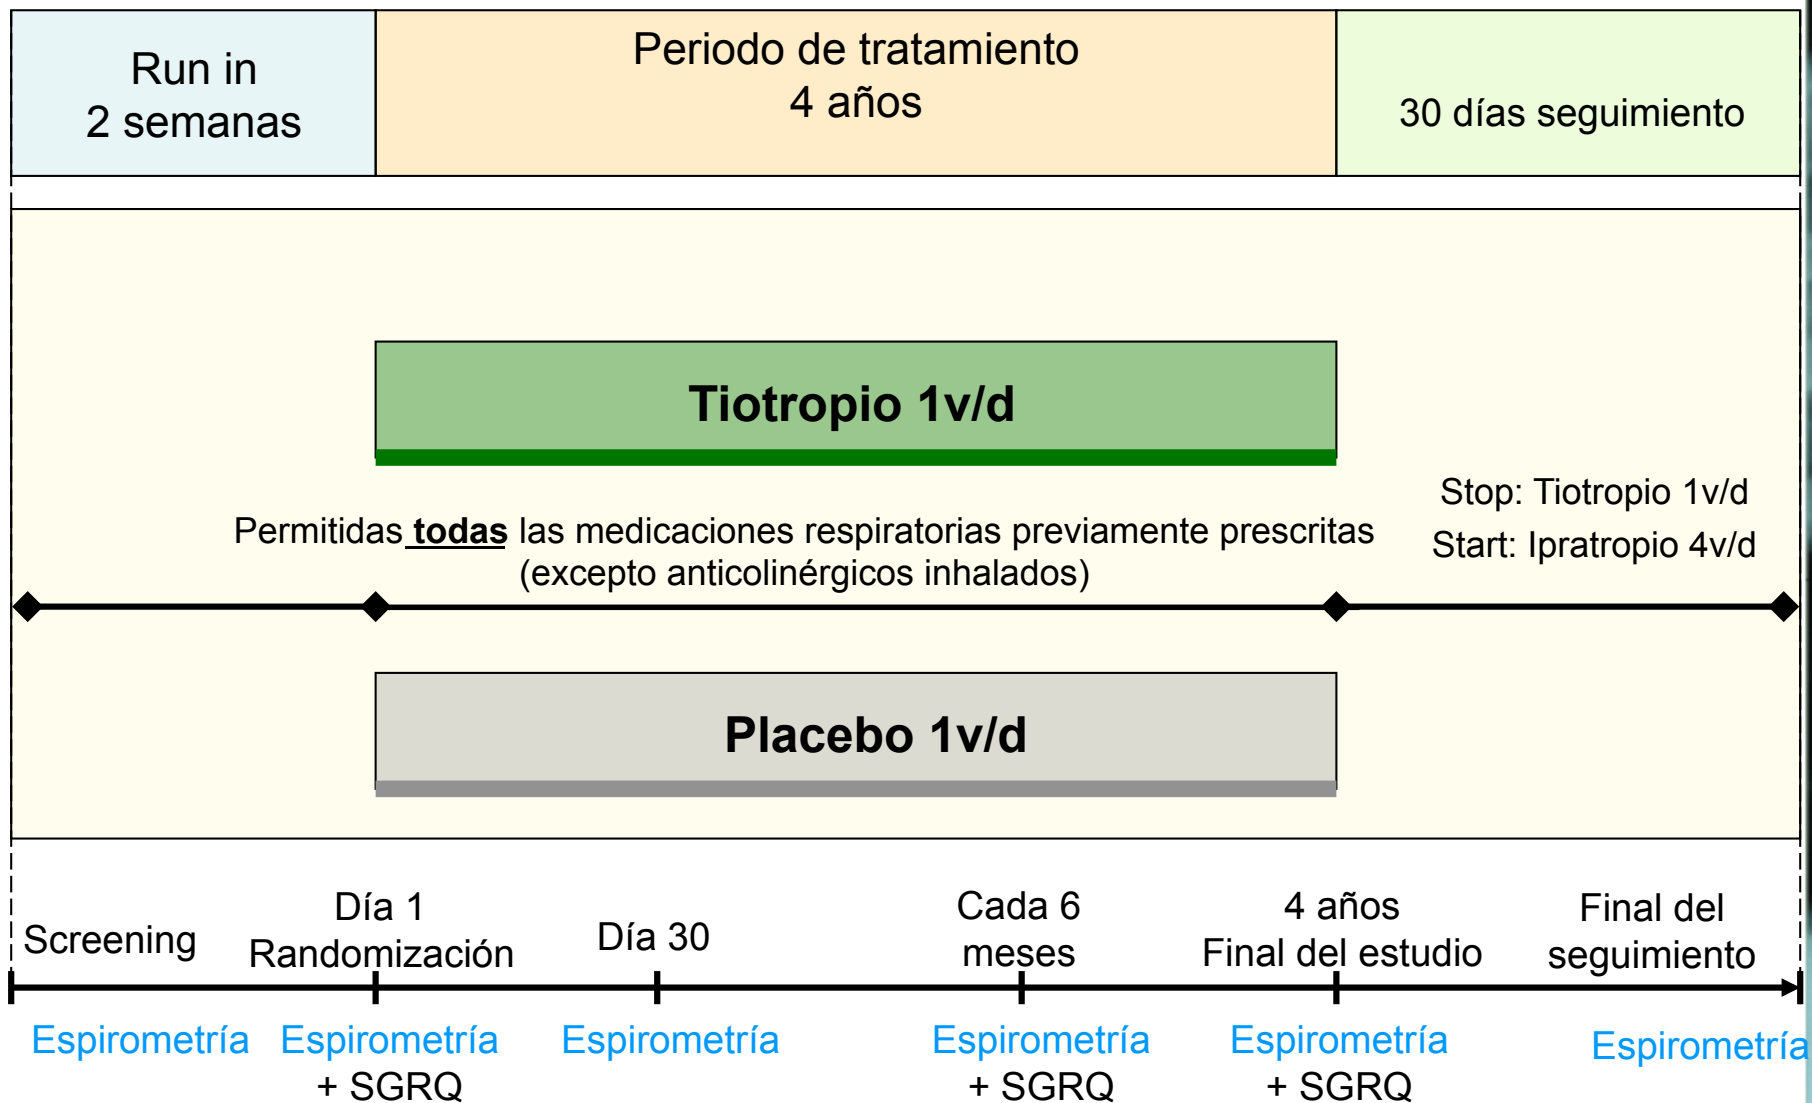 Run in
2 semanas
Periodo de tratamiento
4 años
30 días seguimiento
Tiotropio 1v/d
Permitidas todas las medicaciones respiratorias previamente prescritas
(excepto anticolinérgicos inhalados)
Stop: Tiotropio 1v/d
Start: Ipratropio 4v/d
Placebo 1v/d
Screening
Día 1
Randomización
Día 30
Cada 6
meses
4 años
Final del estudio
Final del
seguimiento
Espirometría
Espirometría
+ SGRQ
Espirometría
Espirometría
+ SGRQ
Espirometría
+ SGRQ
Espirometría